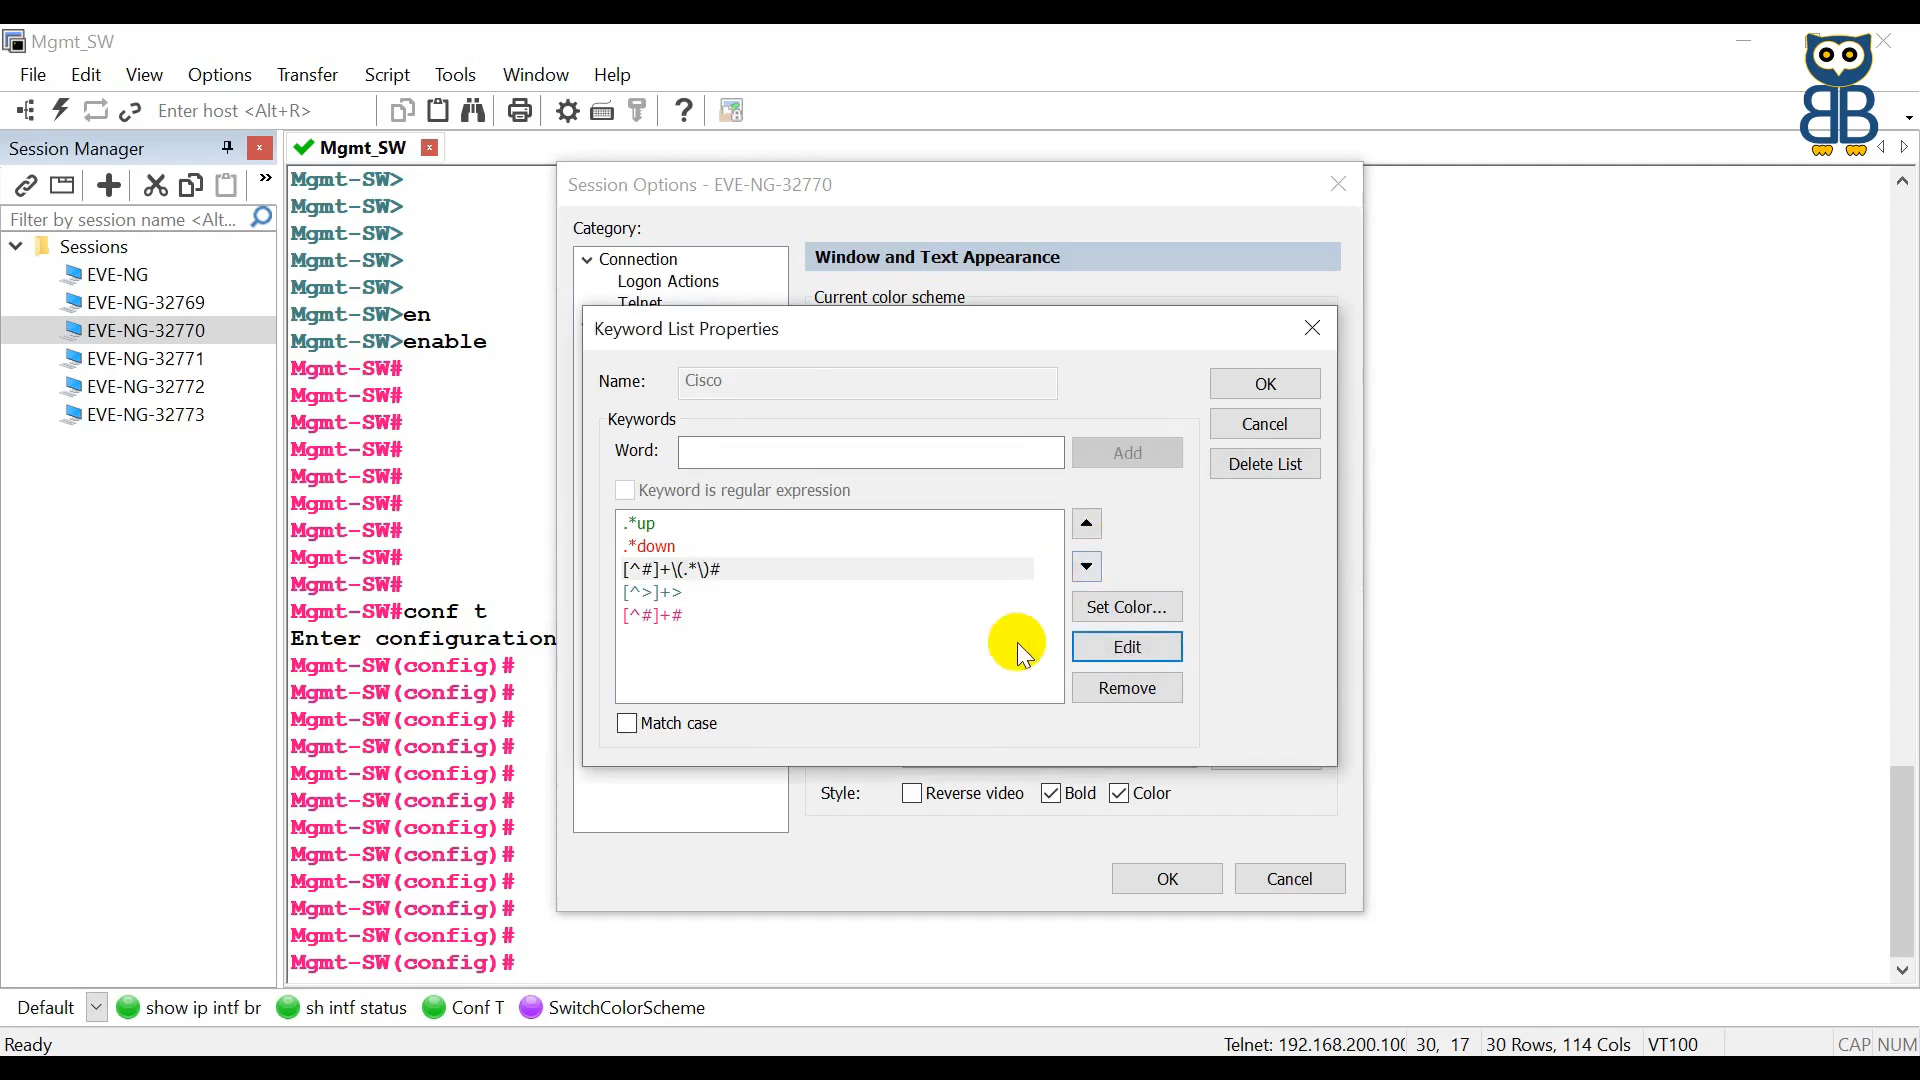 Mgmt_SW
File Edit View Options Transfer Script Tools Window Help
Enter host <Alt+R>
BB
Session Manager
Mgmt_SW
Filter by session name <Alt...
Sessions
EVE-NG
EVE-NG-32769
EVE-NG-32770
EVE-NG-32771
EVE-NG-32772
EVE-NG-32773
Mgmt-SW>
Mgmt-SW>
Mgmt-SW>
Mgmt-SW>
Mgmt-SW>
Mgmt-SW>en
Mgmt-SW>enable
Mgmt-SW#
Mgmt-SW#
Mgmt-SW#
Mgmt-SW#
Mgmt-SW#
Mgmt-SW#
Mgmt-SW#
Mgmt-SW#
Mgmt-SW#
Mgmt-SW#conf t
Enter configuration
Mgmt-SW(config)#
Mgmt-SW(config)#
Mgmt-SW(config)#
Mgmt-SW(config)#
Mgmt-SW(config)#
Mgmt-SW(config)#
Mgmt-SW(config)#
Mgmt-SW(config)#
Mgmt-SW(config)#
Mgmt-SW(config)#
Mgmt-SW(config)#
Mgmt-SW(config)#
Session Options - EVE-NG-32770
Category:
Connection
Logon Actions
Telnet
Window and Text Appearance
Current color scheme
Keyword List Properties
Name: Cisco
OK
Cancel
Delete List
Keywords
Word:
Add
Keyword is regular expression
.*up
.*down
[^#]+\(.*\)#
[^>]+>
[^#]+#
Set Color...
Edit
Remove
Match case
Style: Reverse video Bold Color
OK Cancel
Default show ip intf br sh intf status Conf T SwitchColorScheme
Ready Telnet: 192.168.200.100 30, 17 30 Rows, 114 Cols VT100 CAP NUM